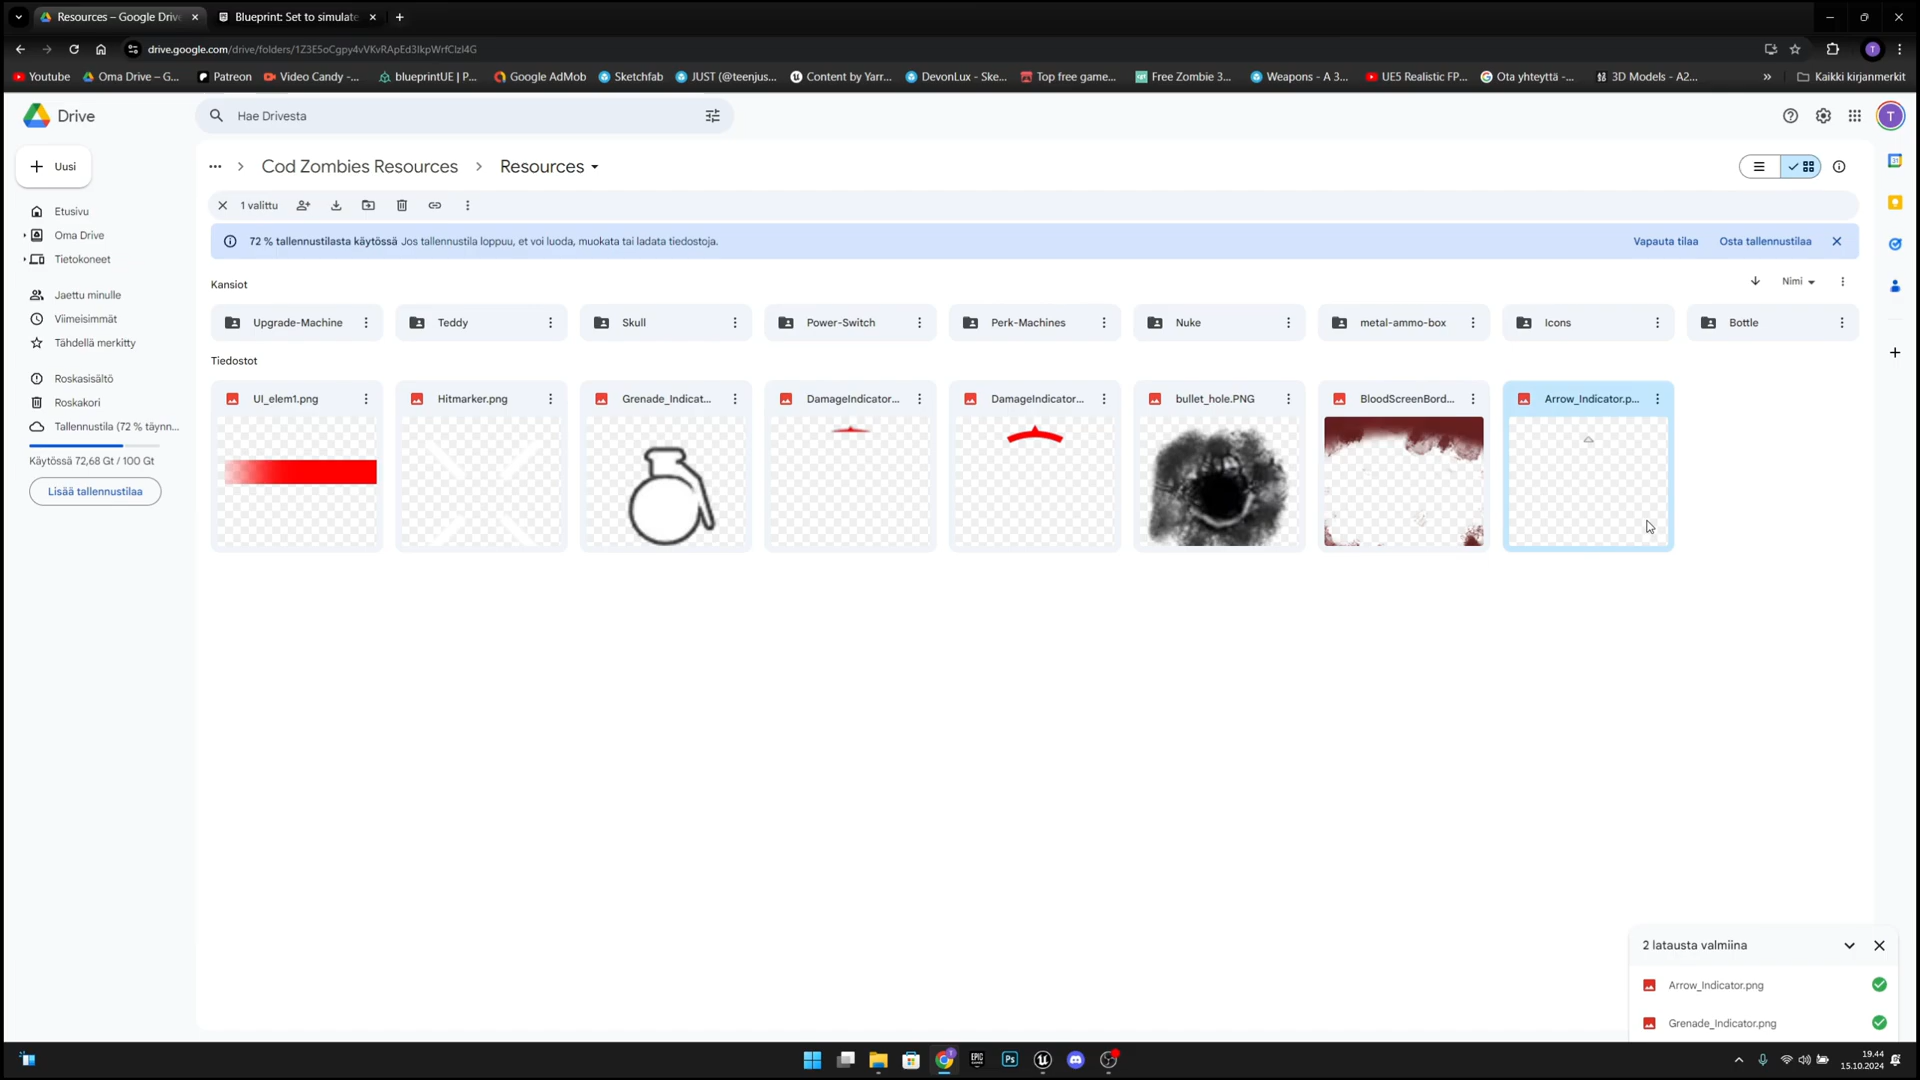 Resources – Google Drive
Blueprint: Set to simulate
drive.google.com/drive/folders/1Z3E5oCgpy4vVKvRApEd3IkpWrfClzI4G
Youtube
Oma Drive – G...
Patreon
Video Candy -...
blueprintUE | P...
Google AdMob
Sketchfab
JUST (@teenjus...
Content by Yarr...
DevonLux - Ske...
Top free game...
Free Zombie 3...
Weapons - A 3...
UE5 Realistic FP...
Ota yhteyttä -...
3D Models - A2...
»
Kaikki kirjanmerkit
Drive
Hae Drivesta
T
Uusi
Cod Zombies Resources
Resources
1 valittu
72 % tallennustilasta käytössä Jos tallennustila loppuu, et voi luoda, muokata tai ladata tiedostoja.
Vapauta tilaa
Osta tallennustilaa
Etusivu
Oma Drive
Tietokoneet
Jaettu minulle
Viimeisimmät
Tähdellä merkitty
Roskasisältö
Roskakori
Tallennustila (72 % täynn...
Käytössä 72,68 Gt / 100 Gt
Lisää tallennustilaa
Kansiot
Nimi
Upgrade-Machine
Teddy
Skull
Power-Switch
Perk-Machines
Nuke
metal-ammo-box
Icons
Bottle
Tiedostot
UI_elem1.png
Hitmarker.png
Grenade_Indicat...
DamageIndicator...
DamageIndicator...
bullet_hole.PNG
BloodScreenBord...
Arrow_Indicator.p...
2 latausta valmiina
Arrow_Indicator.png
Grenade_Indicator.png
EPIC
Ps
19.44
15.10.2024